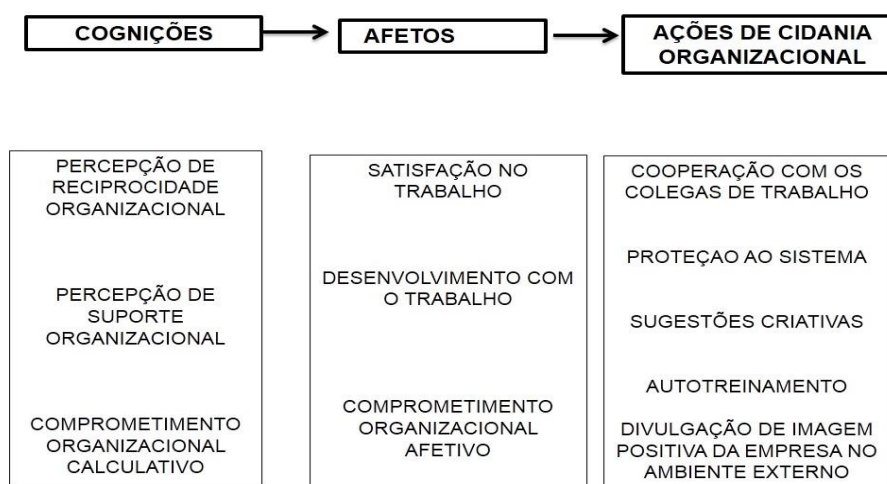 COGNIÇÕES
AFETOS
AÇÕES DE CIDANIA
ORGANIZACIONAL
PERCEPÇÃO DE
RECIPROCIDADE
ORGANIZACIONAL
PERCEPÇÃO DE
SUPORTE
ORGANIZACIONAL
COMPROMETIMENTO
ORGANIZACIONAL
CALCULATIVO
SATISFAÇÃO NO
TRABALHO
DESENVOLVIMENTO COM
O TRABALHO
COMPROMETIMENTO
ORGANIZACIONAL
AFETIVO
COOPERAÇÃO COM OS
COLEGAS DE TRABALHO
PROTEÇAO AO SISTEMA
SUGESTÕES CRIATIVAS
AUTOTREINAMENTO
DIVULGAÇÃO DE IMAGEM
POSITIVA DA EMPRESA NO
AMBIENTE EXTERNO